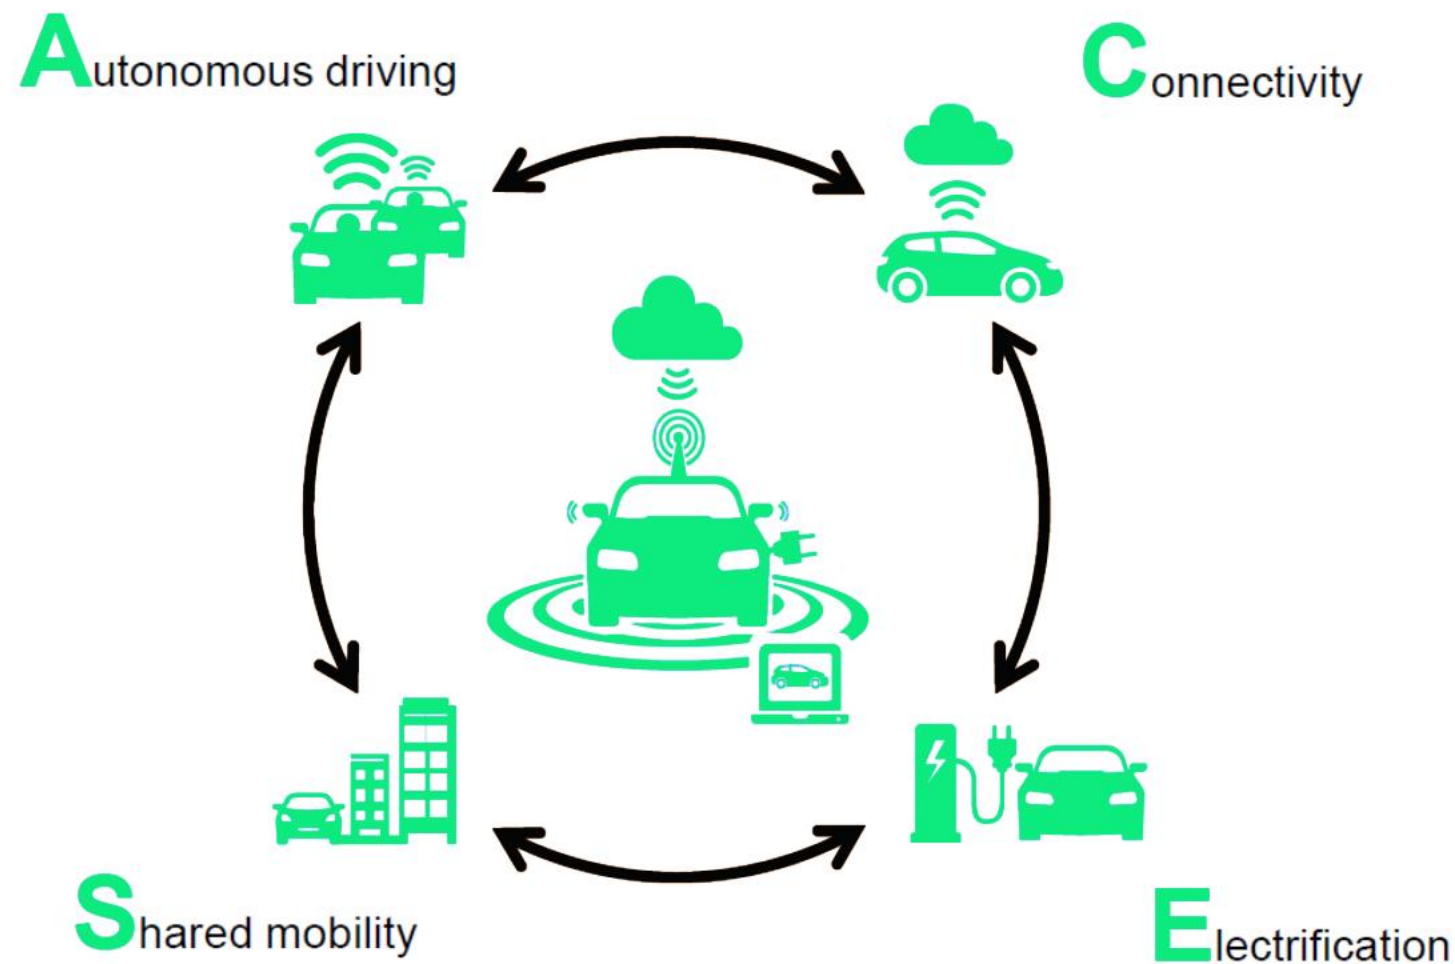 Autonomous driving
Connectivity
Shared mobility
Electrification